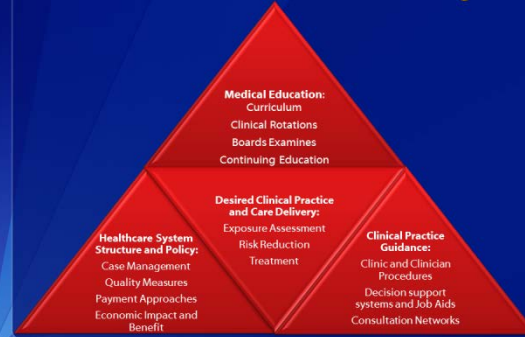 Medical Education:
Curriculum
Clinical Rotations
Boards Examines
Continuing Education
Desired Clinical Practice
and Care Delivery:
Exposure Assessment
Risk Reduction
Treatment
Healthcare System
Structure and Policy:
Case Management
Quality Measures
Payment Approaches
Economic Impact and
Benefit
Clinical Practice
Guidance:
Clinic and Clinician
Procedures
Decision support
systems and Job Aids
Consultation Networks